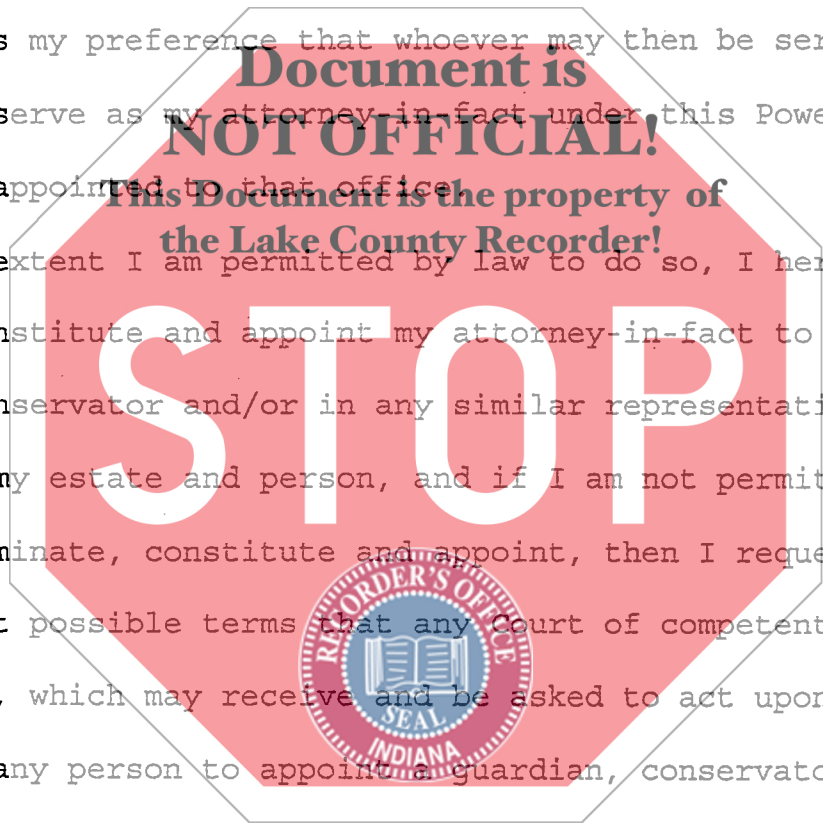 s my preference that whoever may then be ser
Document is
serve as my attorney-in-fact under this Powe
NOT OFFICIAL!
appointed to that office.
This Document is the property of
the Lake County Recorder!
extent I am permitted by law to do so, I her
nstitute and appoint my attorney-in-fact to
STOP
nservator and/or in any similar representati
my estate and person, and if I am not permit
minate, constitute and appoint, then I reque
RECORDER'S OFFICE
t possible terms that any Court of competent
, which may receive and be asked to act upon
SEAL
INDIANA
any person to appoint a guardian, conservato